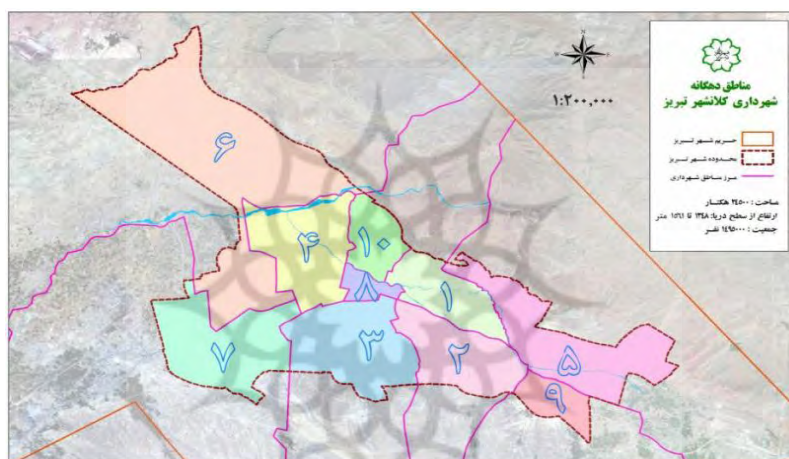 مناطق دهگانه
شهرداری کلانشهر تبریز
حریم شهر تبریز
محدوده شهر تبریز
مرز مناطق شهرداری
مساحت : ۲۴۵۰۰ هکتار
ارتفاع از سطح دریا: ۱۳۴۸ تا ۱۵۶۱ متر
جمعیت : ۱۴۹۵۰۰۰ نفر
۱:۲۰۰,۰۰۰
N
۶
۴
۱۰
۸
۱
۷
۳
۲
۵
۹